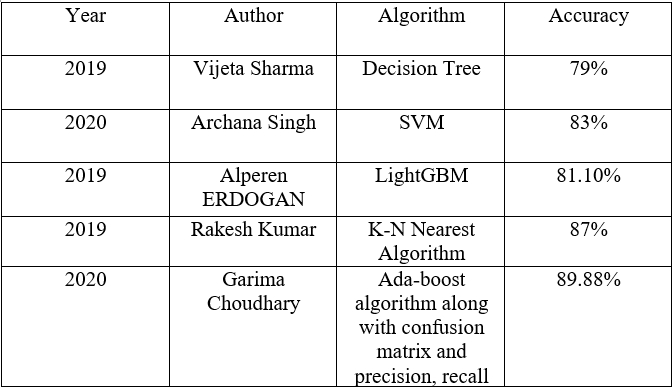 Year Author Algorithm Accuracy
2019 Vijeta Sharma Decision Tree 79%
2020 Archana Singh SVM 83%
2019 Alperen ERDOGAN LightGBM 81.10%
2019 Rakesh Kumar K-N Nearest Algorithm 87%
2020 Garima Choudhary Ada-boost algorithm along with confusion matrix and precision, recall 89.88%